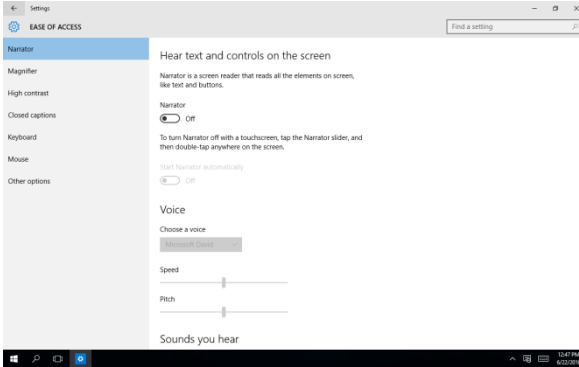 Settings
EASE OF ACCESS
Find a setting
Narrator
Magnifier
High contrast
Closed captions
Keyboard
Mouse
Other options
Hear text and controls on the screen
Narrator is a screen reader that reads all the elements on screen,
like text and buttons.
Narrator
Off
To turn Narrator off with a touchscreen, tap the Narrator slider, and
then double-tap anywhere on the screen.
Start Narrator automatically
Off
Voice
Choose a voice
Microsoft David
Speed
Pitch
Sounds you hear
12:47 PM